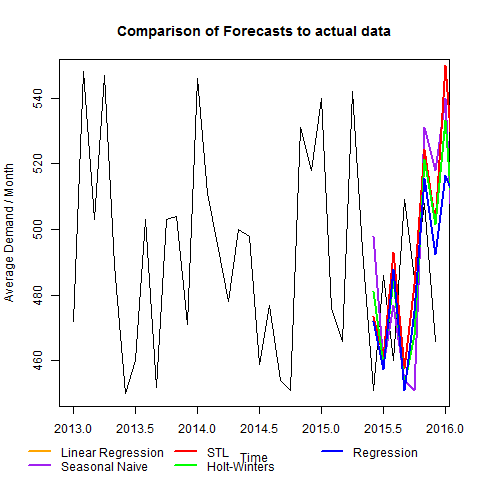 Comparison of Forecasts to actual data
Average Demand / Month
540
520
500
480
460
2013.0 2013.5 2014.0 2014.5 2015.0 2015.5 2016.0
Time
Linear Regression STL Regression
Seasonal Naive Holt-Winters